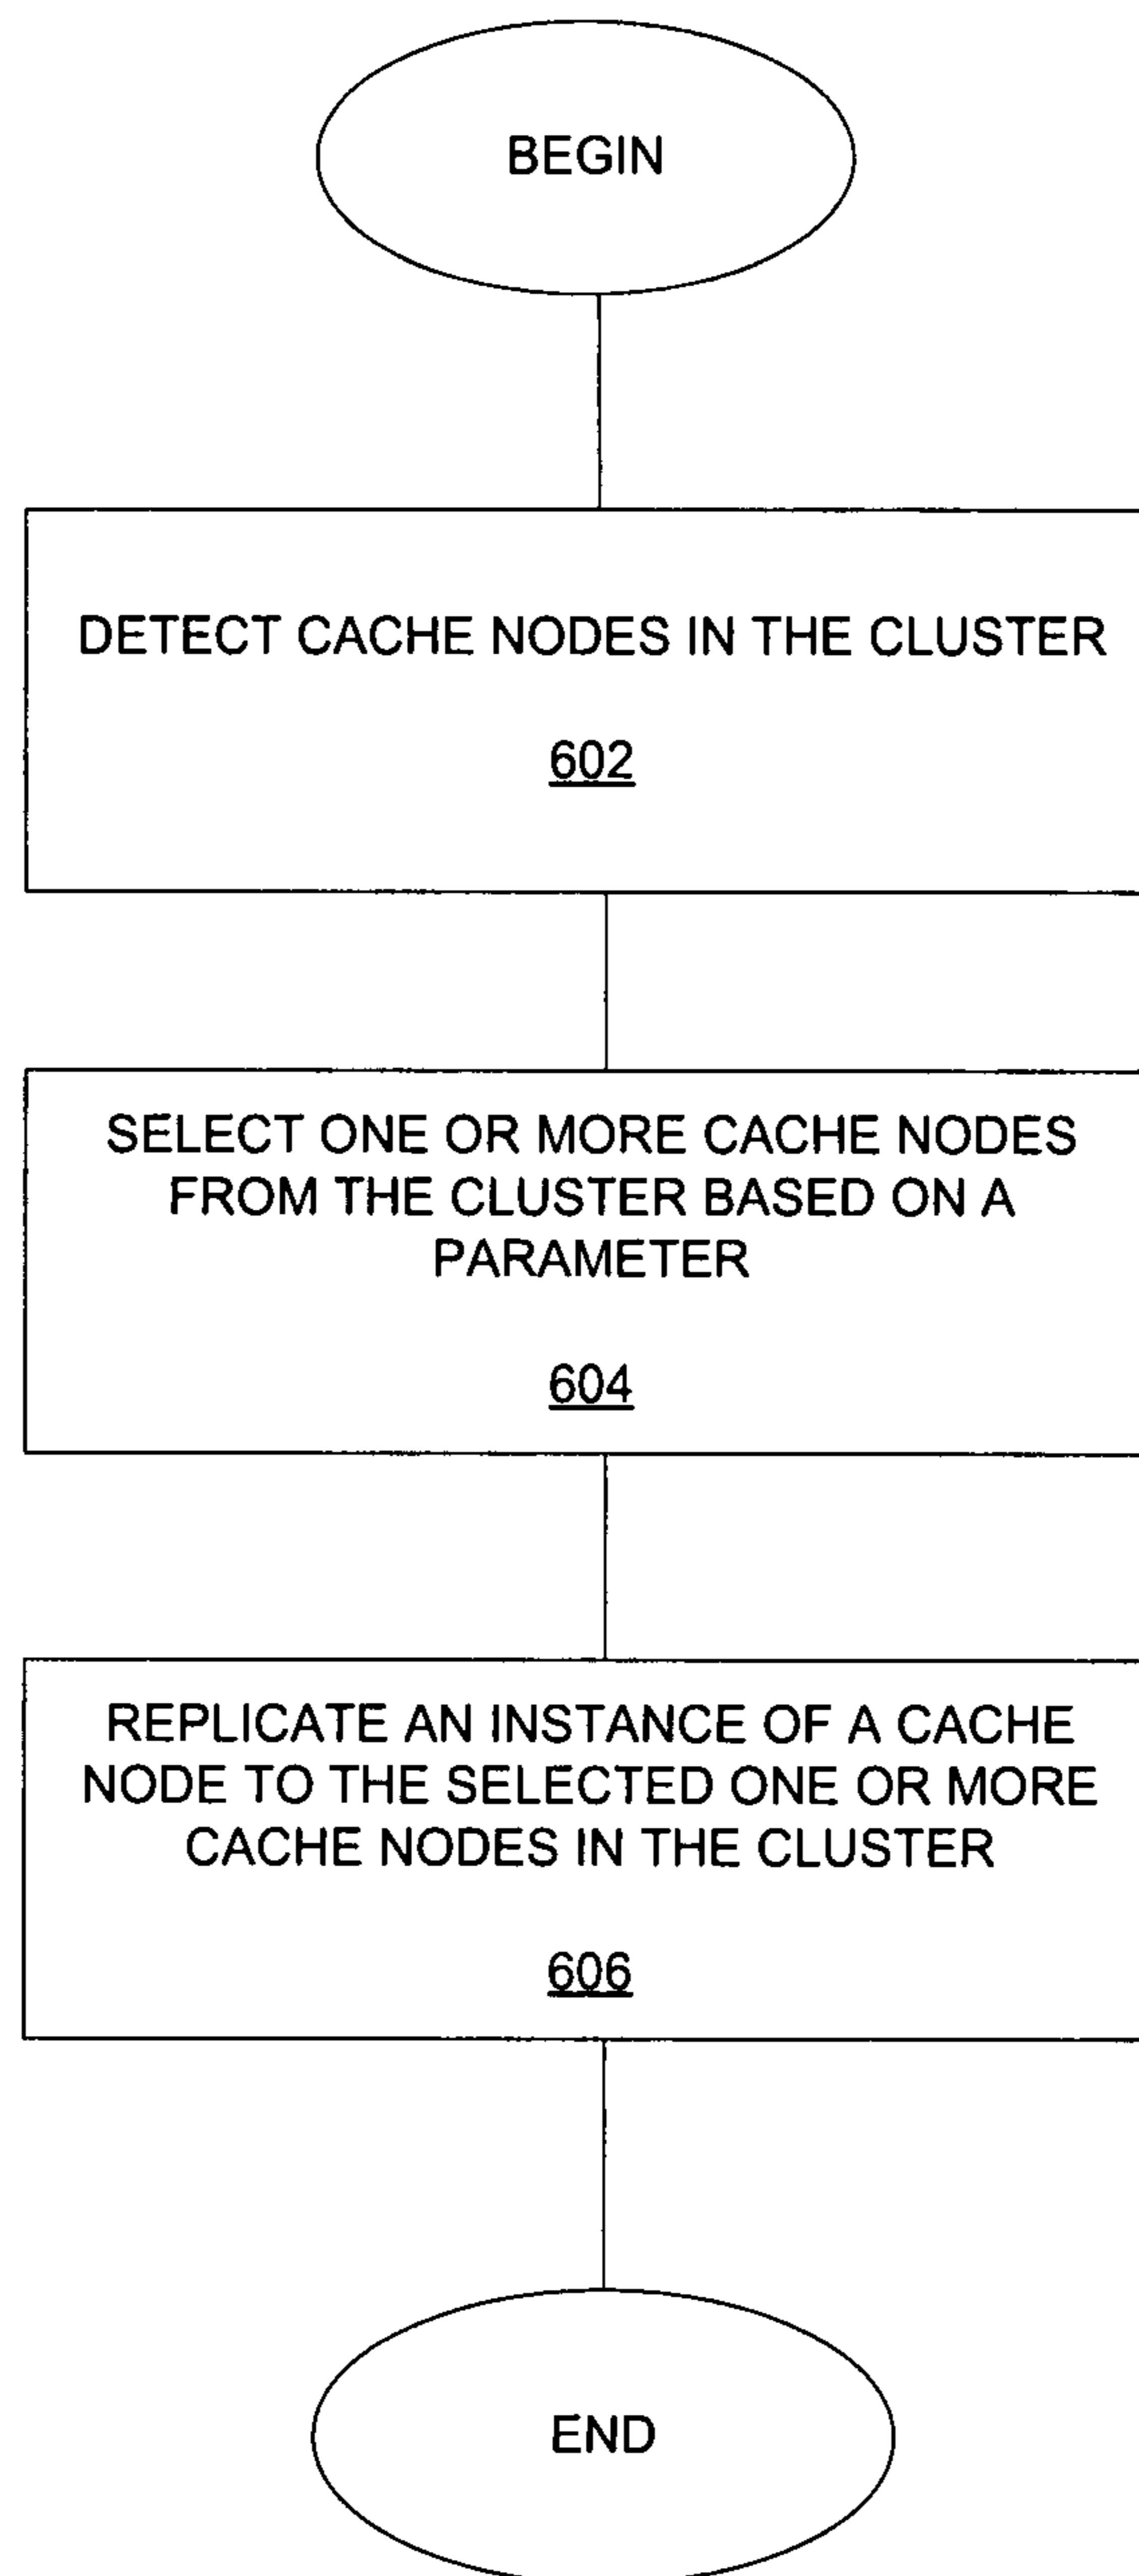 BEGIN
DETECT CACHE NODES IN THE CLUSTER
602
SELECT ONE OR MORE CACHE NODES
FROM THE CLUSTER BASED ON A
PARAMETER
604
REPLICATE AN INSTANCE OF A CACHE
NODE TO THE SELECTED ONE OR MORE
CACHE NODES IN THE CLUSTER
606
END